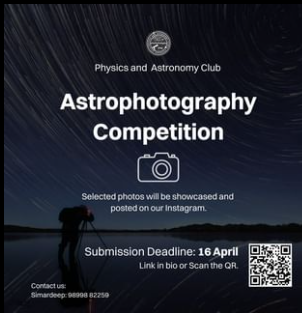 Physics and Astronomy Club
Astrophotography
Competition
Selected photos will be showcased and
posted on our Instagram.
Submission Deadline: 16 April
Link in bio or Scan the QR.
Contact us:
Simardeep: 98998 82259